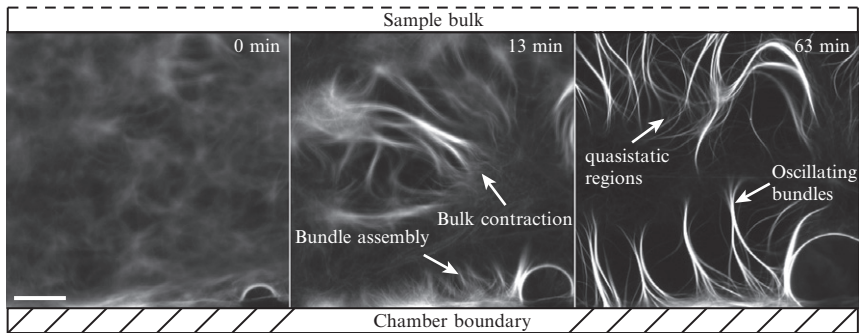 Sample bulk
0 min
13 min
63 min
quasistatic
regions
Oscillating
bundles
Bulk contraction
Bundle assembly
Chamber boundary